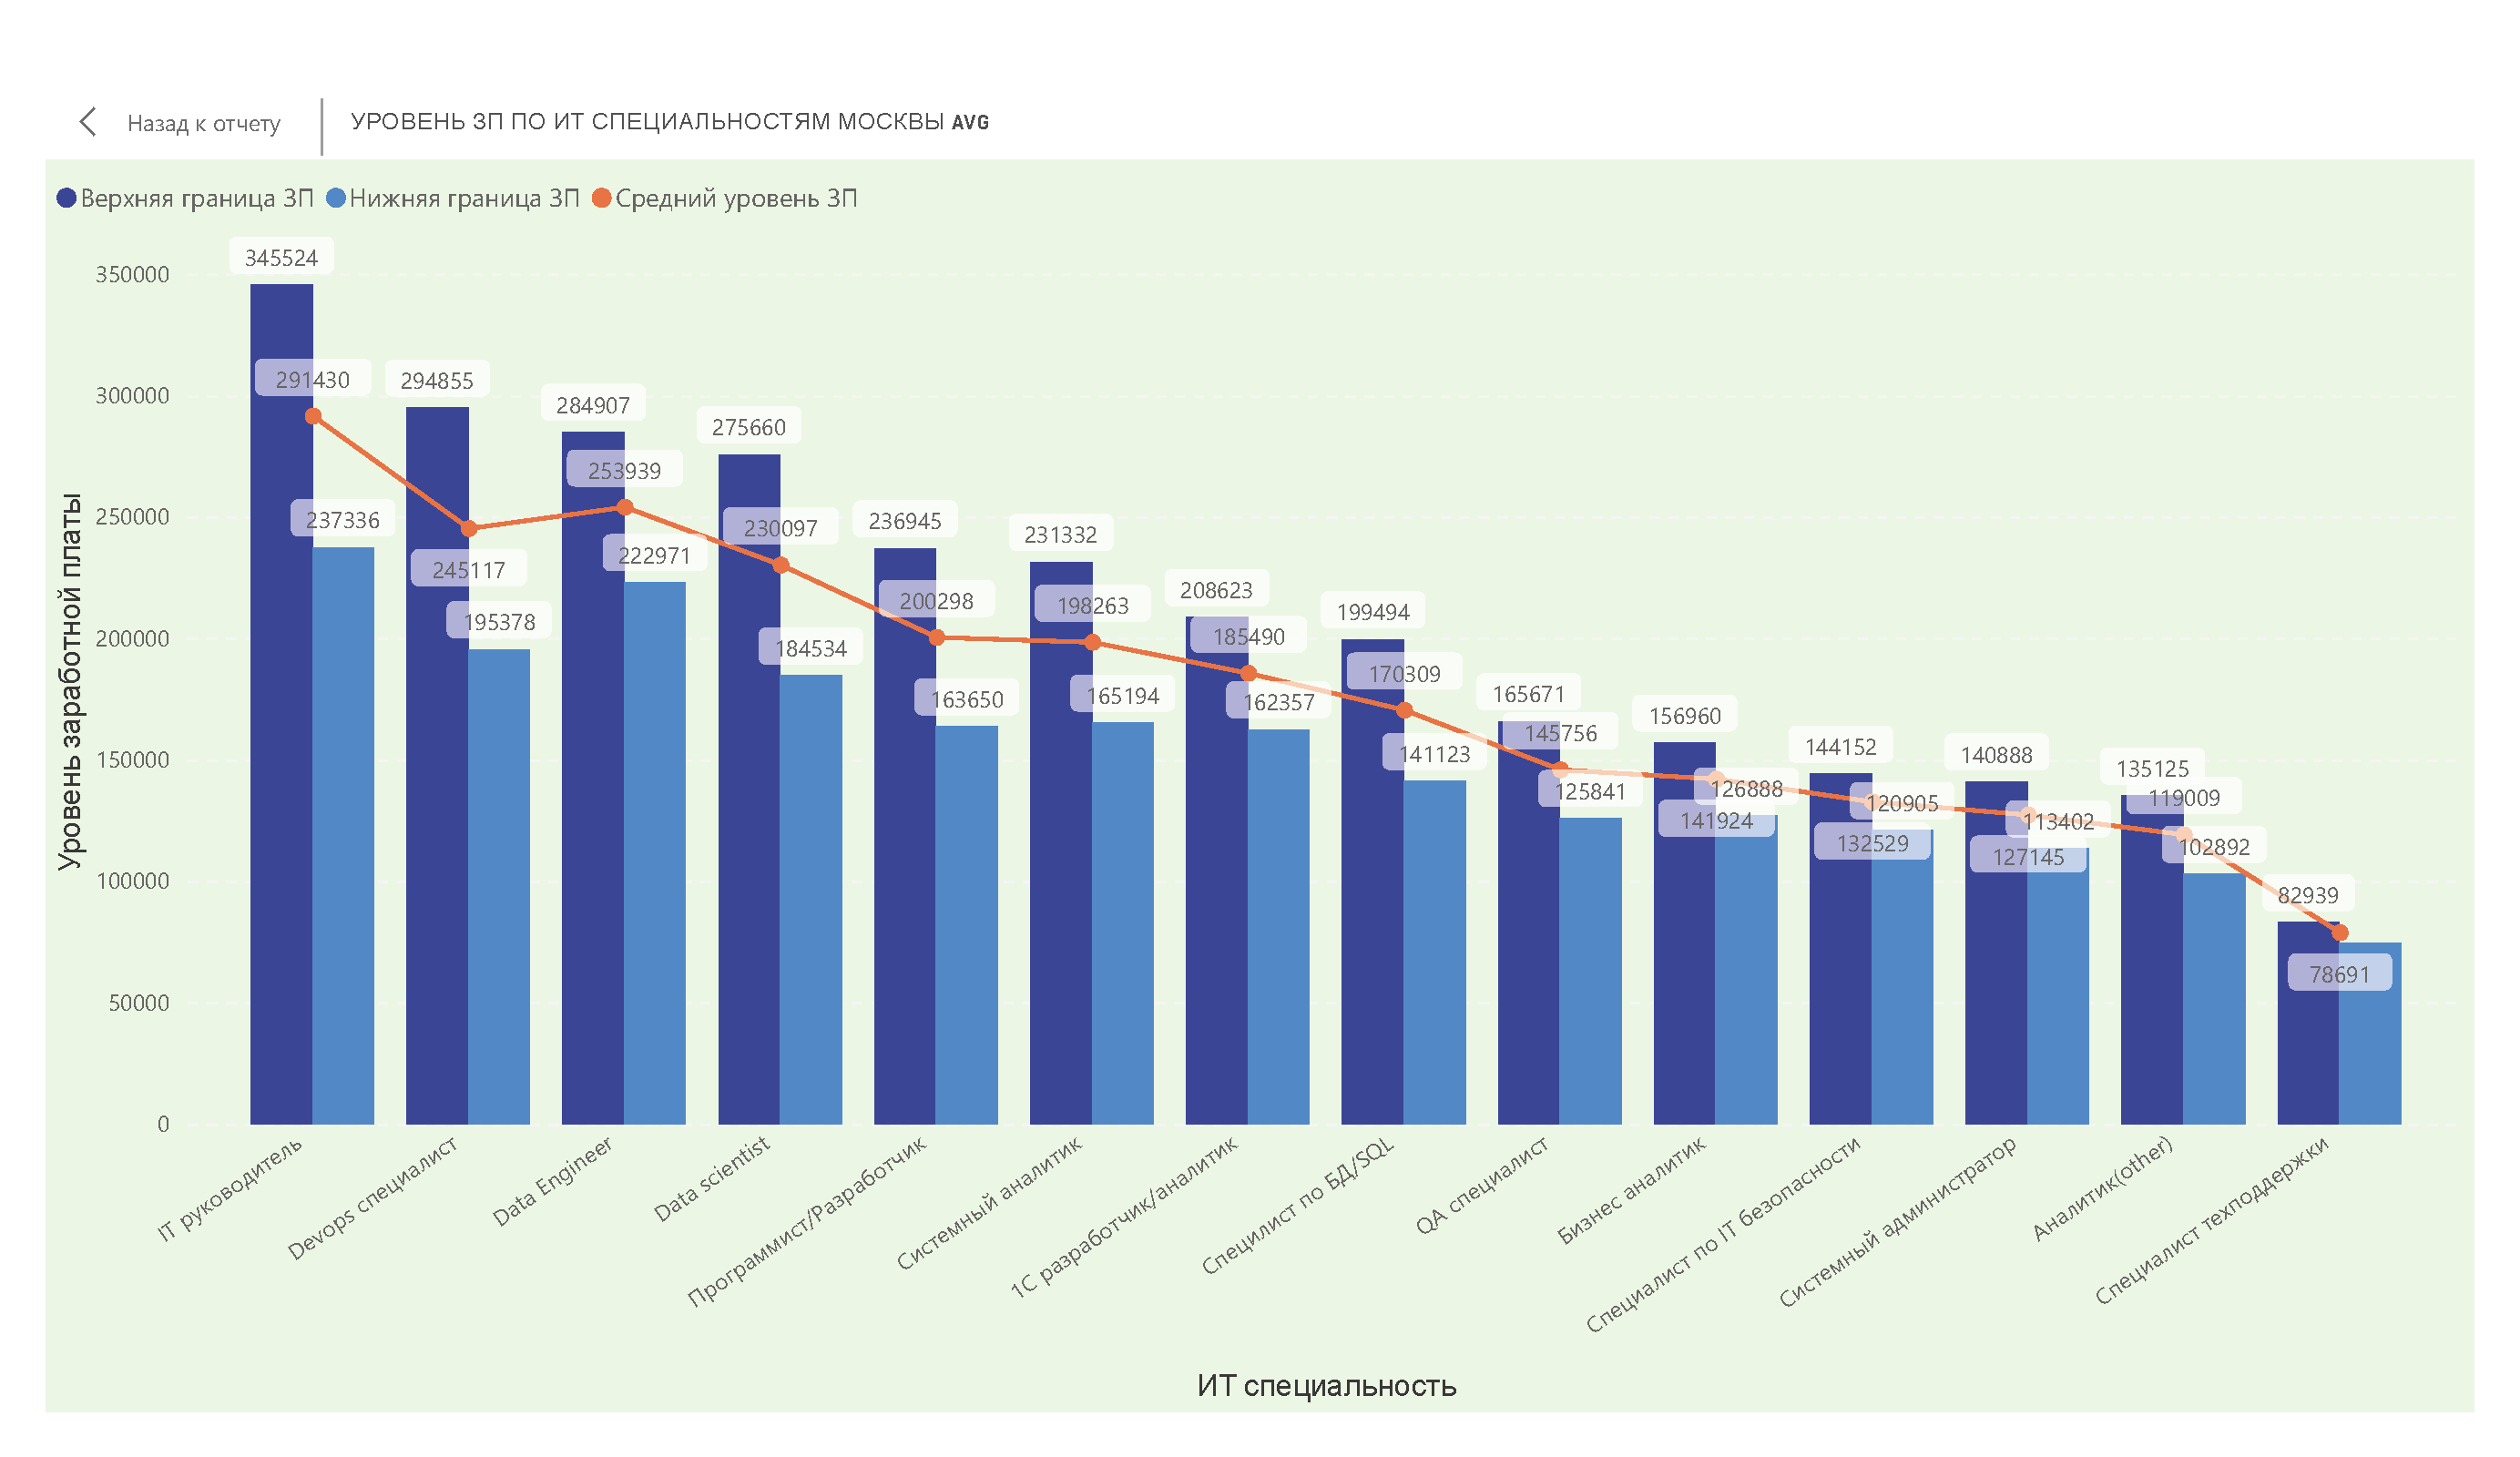 Назад к отчету
УРОВЕНЬ ЗП ПО ИТ СПЕЦИАЛЬНОСТЯМ МОСКВЫ AVG
Верхняя граница ЗП Нижняя граница ЗП Средний уровень ЗП
Уровень заработной платы
350000
300000
250000
200000
150000
100000
50000
0
345524
291430
237336
294855
245117
195378
284907
253939
222971
275660
230097
184534
236945
200298
163650
231332
198263
165194
208623
185490
162357
199494
170309
141123
165671
145756
125841
156960
126888
141924
144152
120905
132529
140888
113402
127145
135125
119009
102892
82939
78691
IT руководитель
Devops специалист
Data Engineer
Data scientist
Программист/Разработчик
Системный аналитик
1С разработчик/аналитик
Специлист по БД/SQL
QA специалист
Бизнес аналитик
Специалист по IT безопасности
Системный администратор
Аналитик(other)
Специалист техподдержки
ИТ специальность